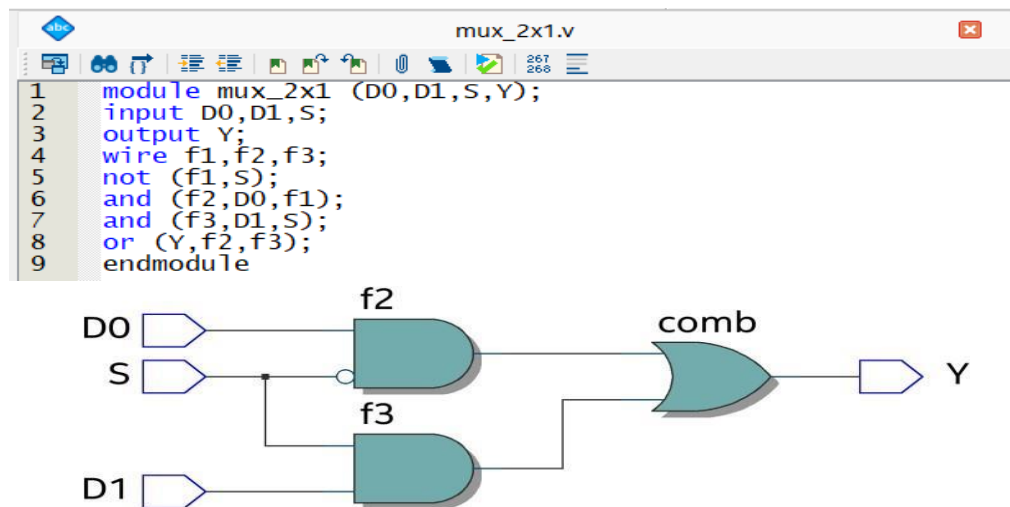 abc
mux_2x1.v
267
268
1 module mux_2x1 (D0,D1,S,Y);
2 input D0,D1,S;
3 output Y;
4 wire f1,f2,f3;
5 not (f1,S);
6 and (f2,D0,f1);
7 and (f3,D1,S);
8 or (Y,f2,f3);
9 endmodule
f2
D0
comb
S
Y
f3
D1